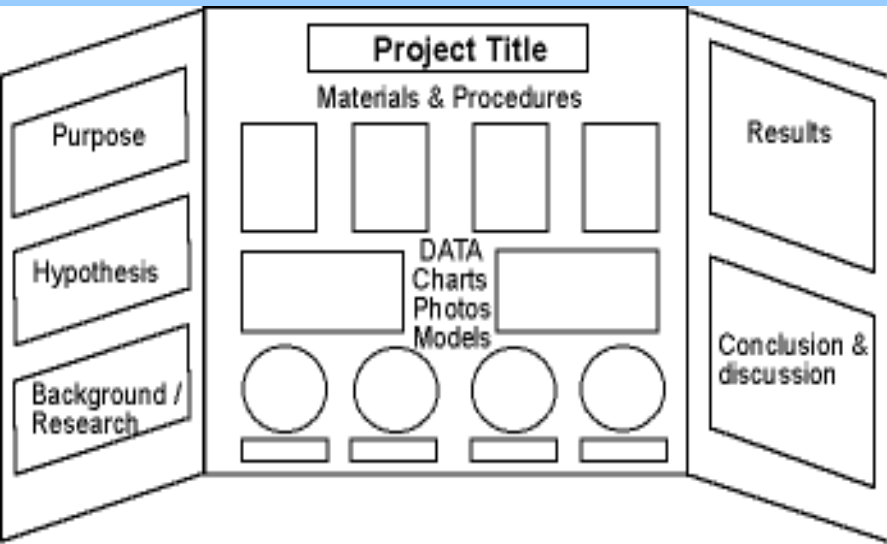 Project Title
Materials & Procedures
Purpose
Hypothesis
Background /
Research
DATA
Charts
Photos
Models
Results
Conclusion &
discussion